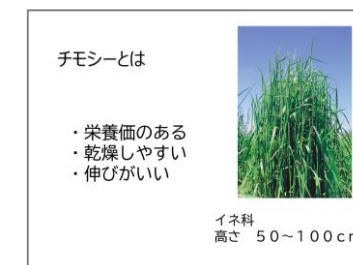 チモシーとは
・栄養価のある
・乾燥しやすい
・伸びがいい
イネ科
高さ　５０～１００ｃｍ